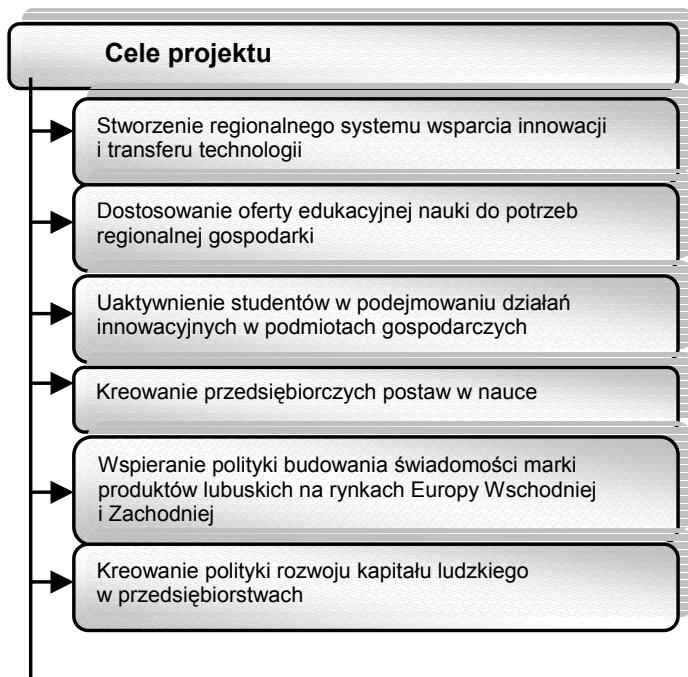 Cele projektu
Stworzenie regionalnego systemu wsparcia innowacji
i transferu technologii
Dostosowanie oferty edukacyjnej nauki do potrzeb
regionalnej gospodarki
Uaktywnienie studentów w podejmowaniu działań
innowacyjnych w podmiotach gospodarczych
Kreowanie przedsiębiorczych postaw w nauce
Wspieranie polityki budowania świadomości marki
produktów lubuskich na rynkach Europy Wschodniej
i Zachodniej
Kreowanie polityki rozwoju kapitału ludzkiego
w przedsiębiorstwach